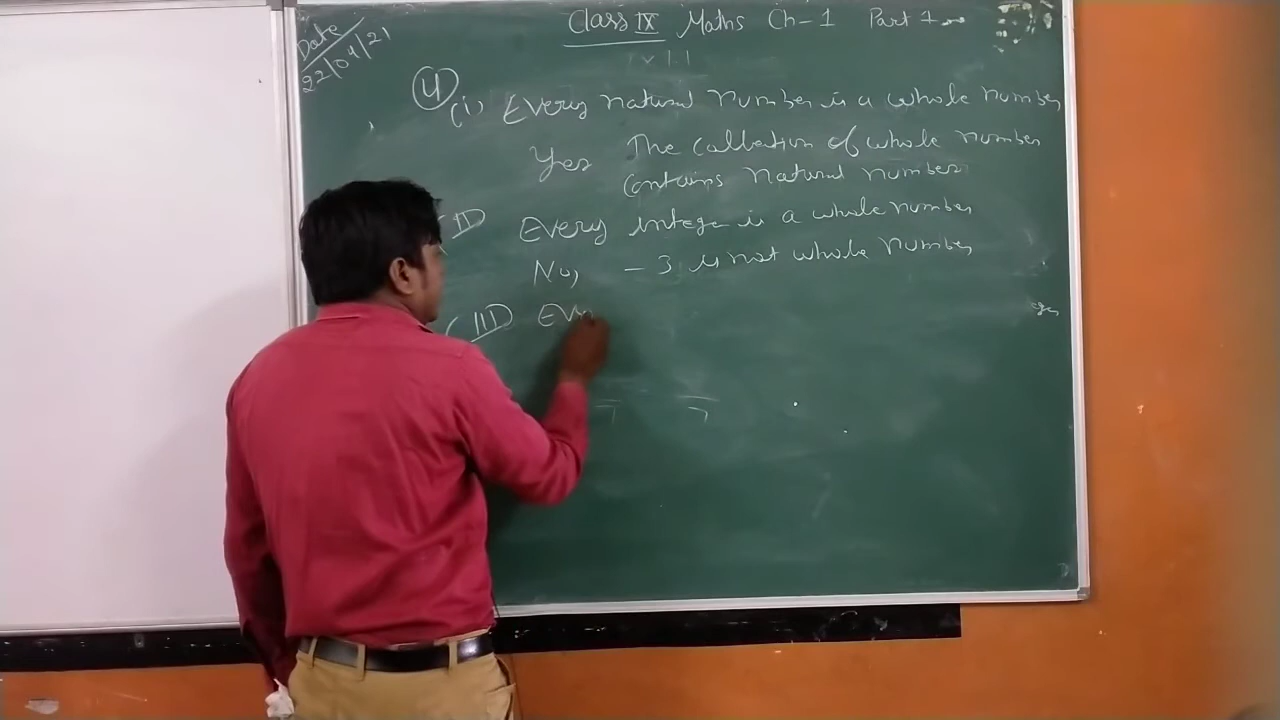 Date
22/04/21
Class IX Maths Ch-1 Part 1
4
(i) Every natural number is a whole number
Yes The collection of whole number
contains natural number
(II) Every integer is a whole number
No, -3 is not whole number
(III) Eve